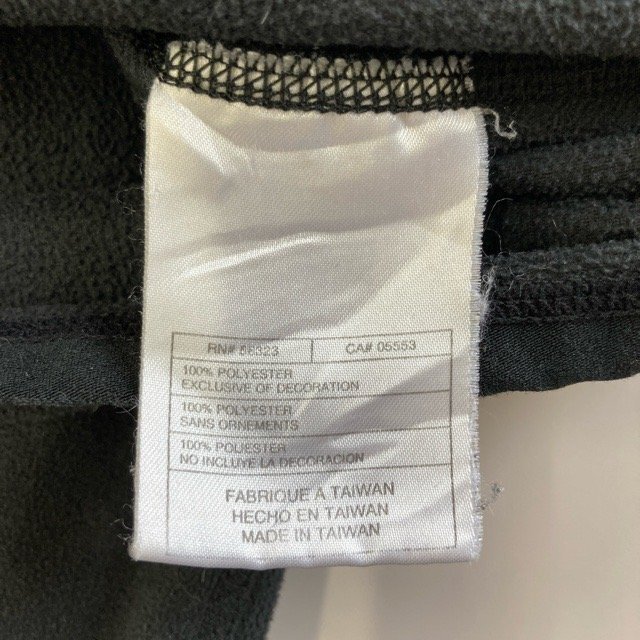 RN# 56323 CA# 05553
100% POLYESTER
EXCLUSIVE OF DECORATION
100% POLYESTER
SANS ORNEMENTS
100% POLIESTER
NO INCLUYE LA DECORACION
FABRIQUE A TAIWAN
HECHO EN TAIWAN
MADE IN TAIWAN